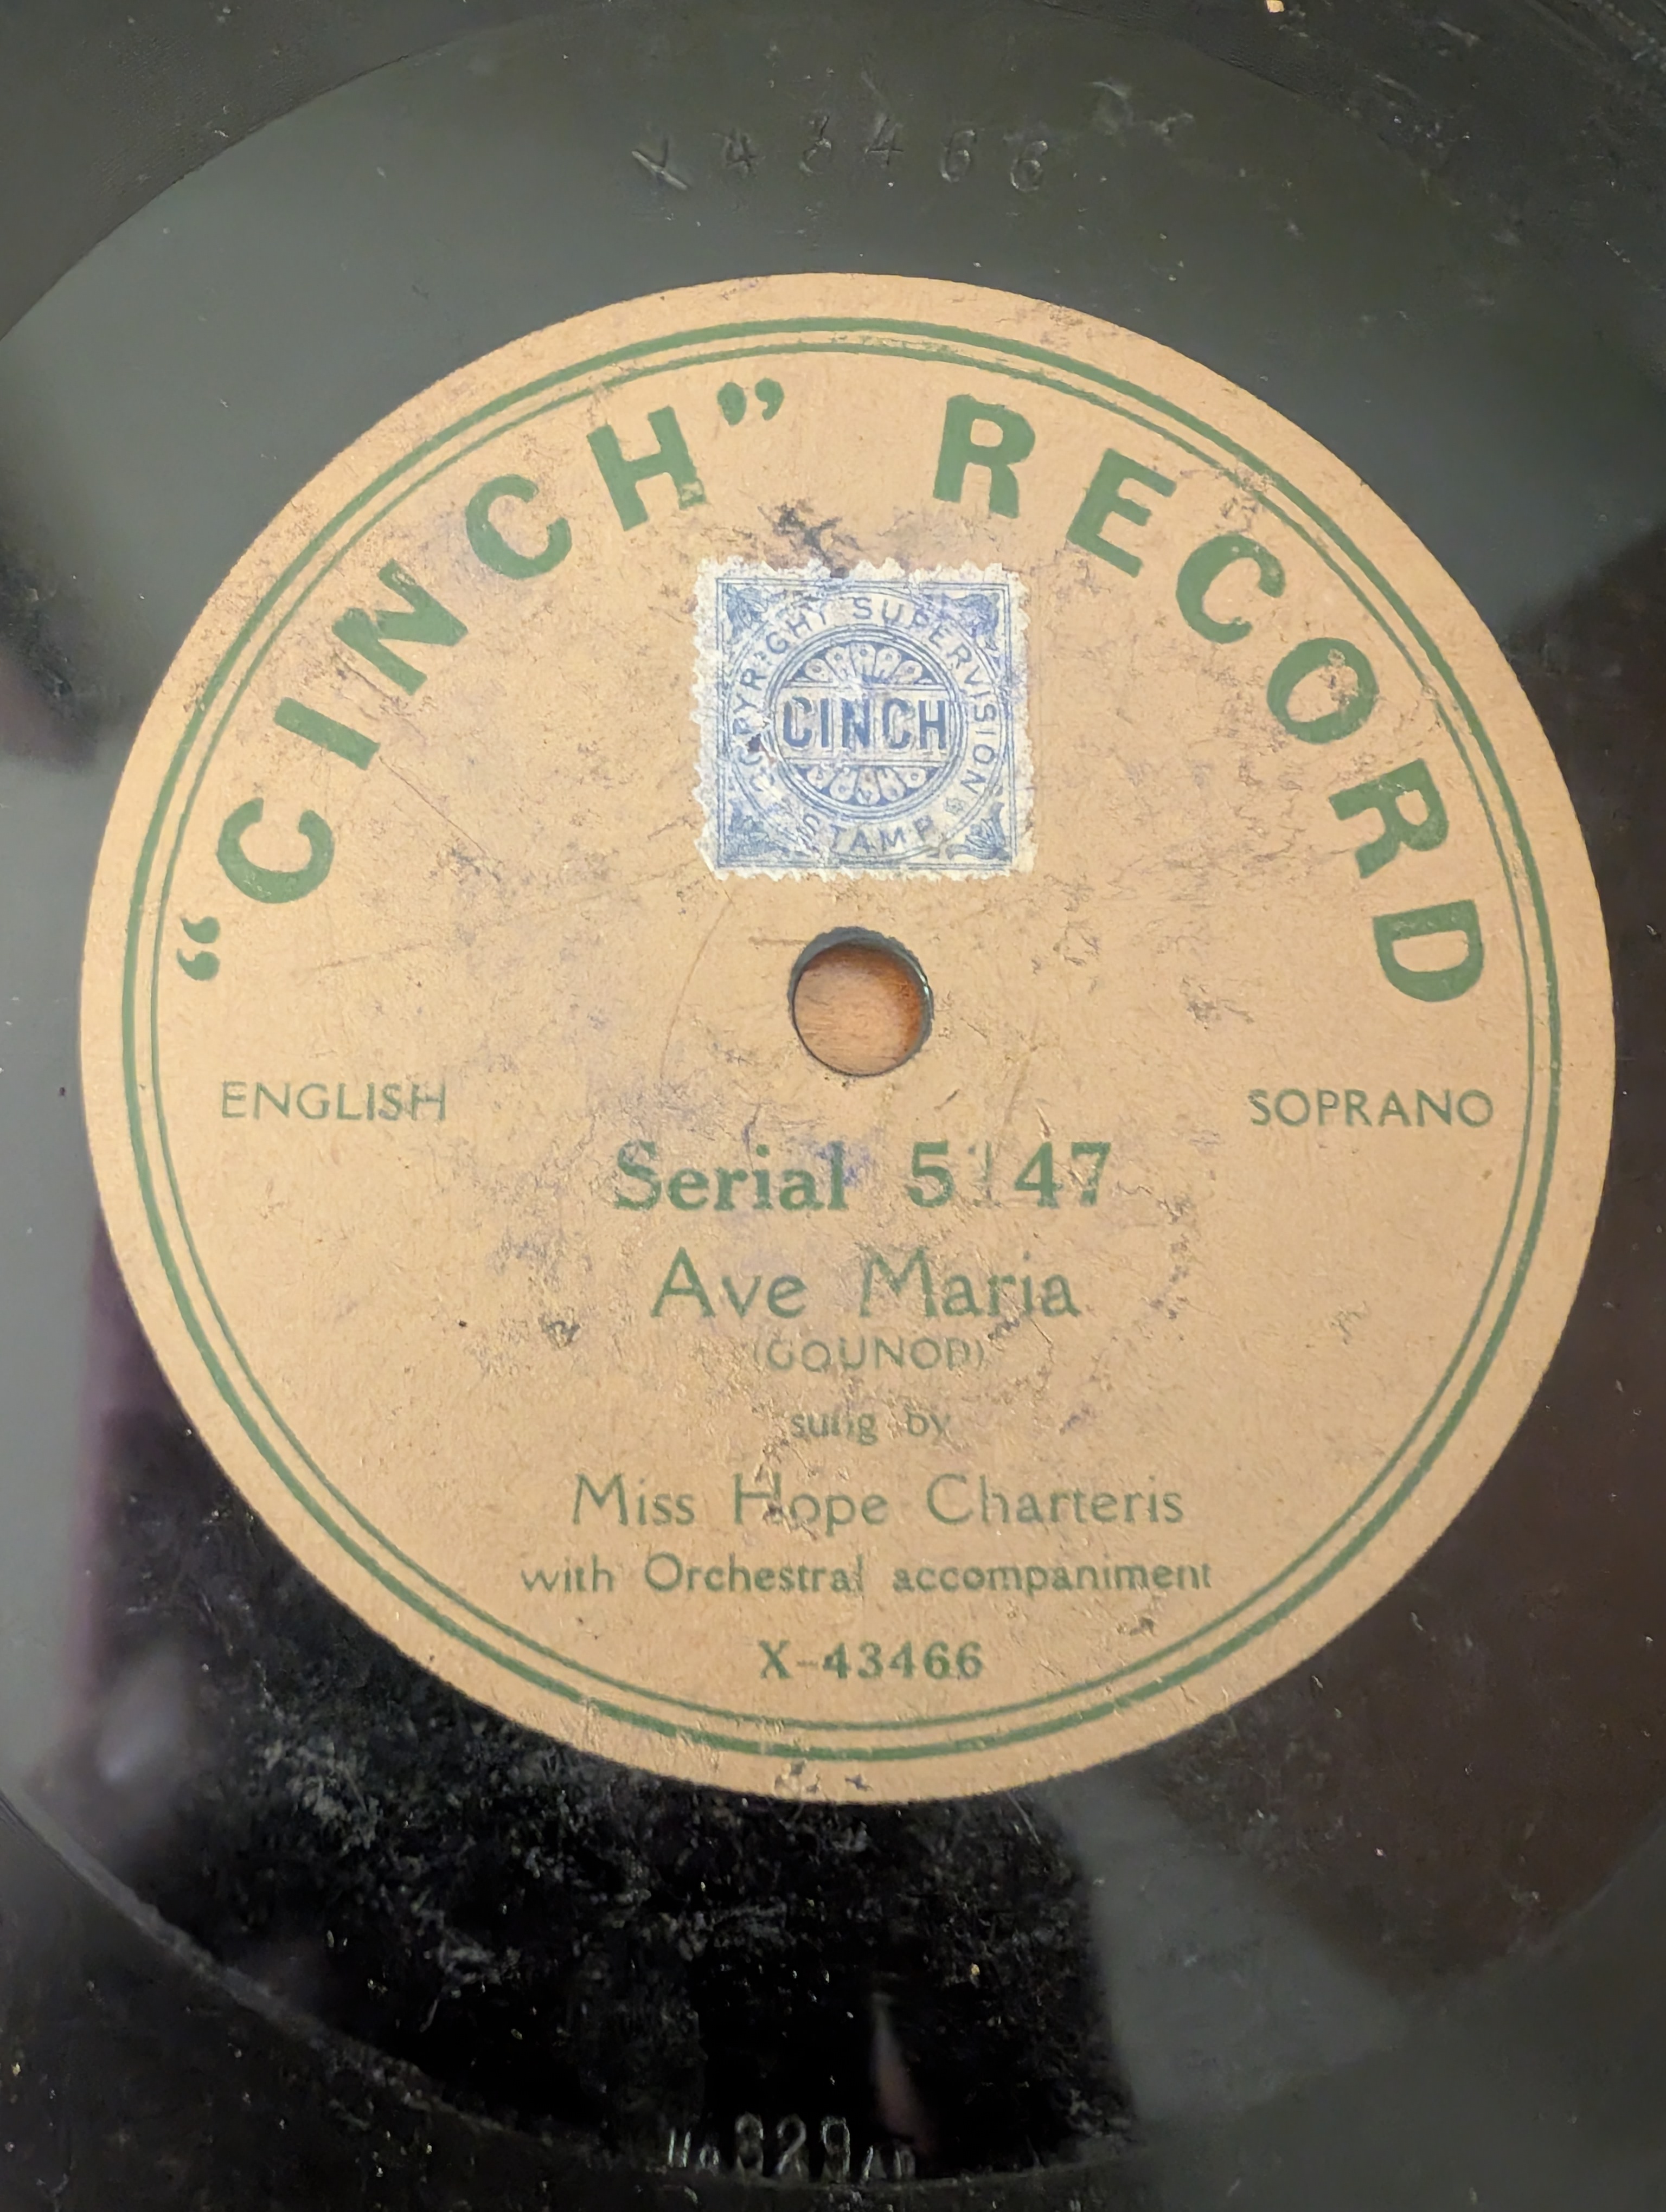 X43466
“CINCH” RECORD
COPYRIGHT SUPERVISION
CINCH
STAMP
ENGLISH
SOPRANO
Serial 5147
Ave Maria
(GOUNOD)
sung by
Miss Hope Charteris
with Orchestral accompaniment
X-43466